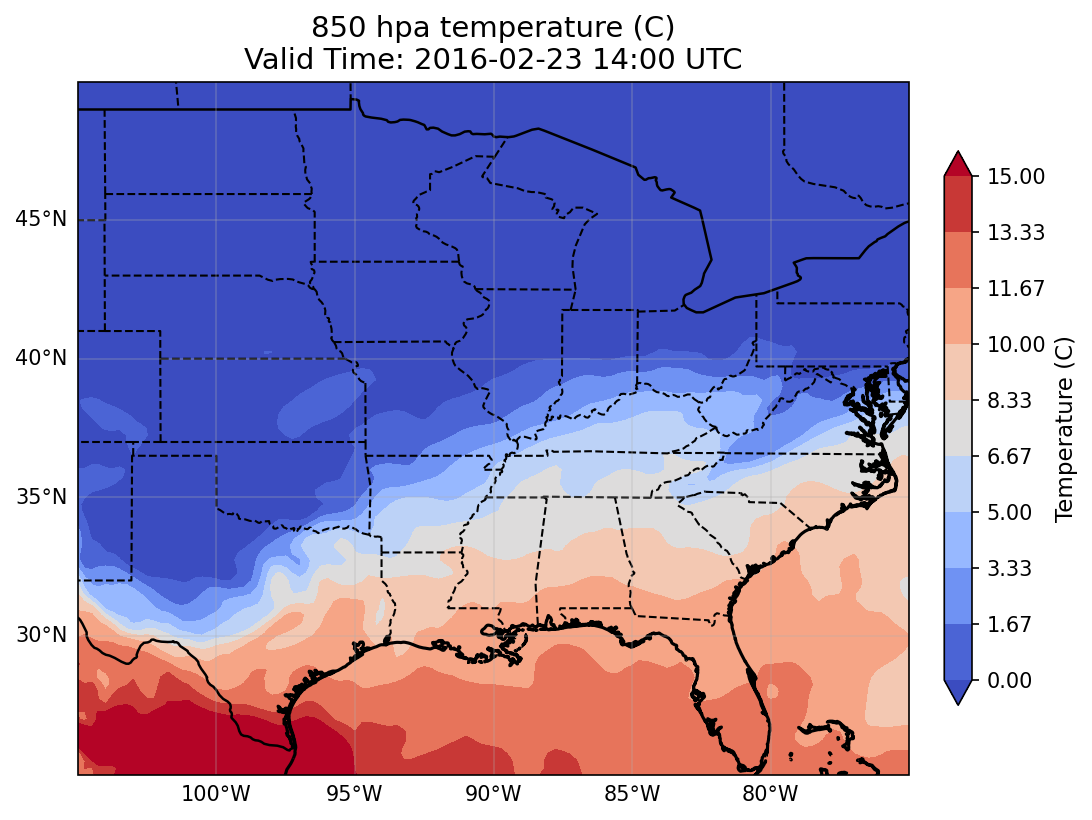 850 hpa temperature (C)
Valid Time: 2016-02-23 14:00 UTC
45°N
40°N
35°N
30°N
100°W
95°W
90°W
85°W
80°W
15.00
13.33
11.67
10.00
8.33
6.67
5.00
3.33
1.67
0.00
Temperature (C)